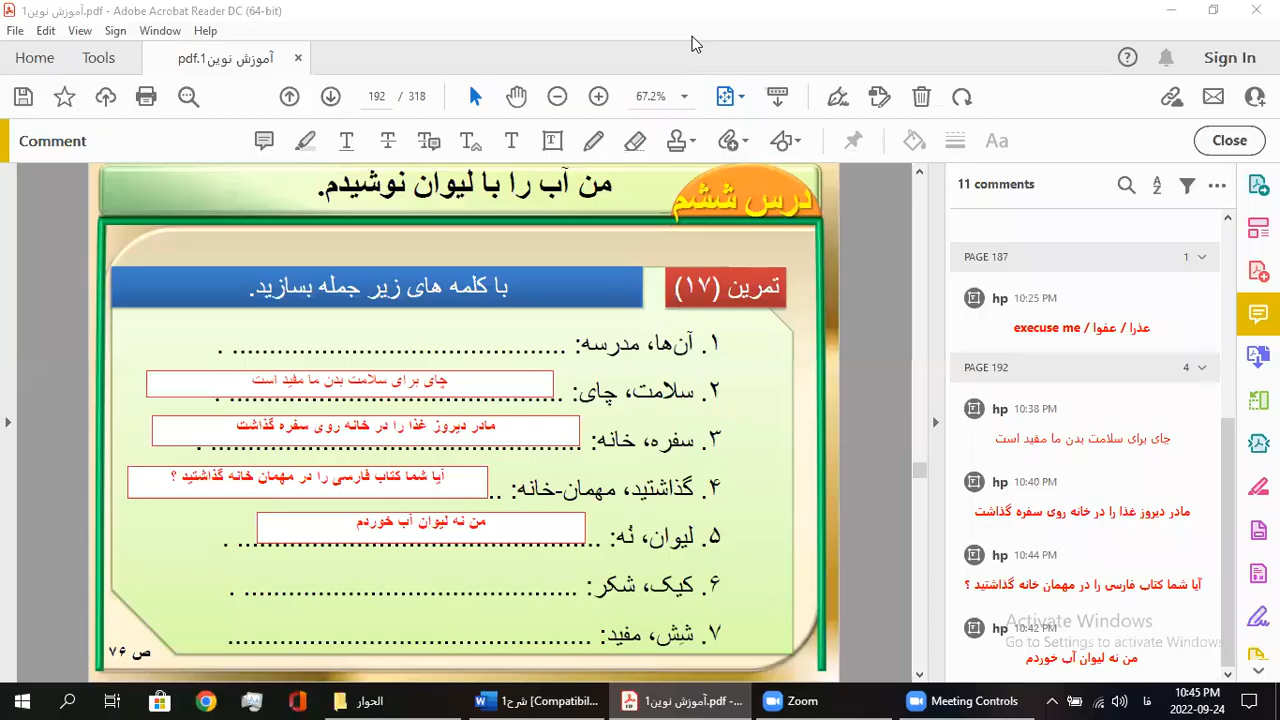 آموزش نوین1.pdf - Adobe Acrobat Reader DC (64-bit)
File Edit View Sign Window Help
Home Tools آموزش نوین1.pdf Sign In
192 / 318 67.2%
Comment Close
من آب را با لیوان نوشیدم.
درس ششم
تمرین (۱۷)
با کلمه های زیر جمله بسازید.
۱. آن‌ها، مدرسه: ........................................ .
۲. سلامت، چای: ........................................ .
چای برای سلامت بدن ما مفید است
۳. سفره، خانه: ........................................ .
مادر دیروز غذا را در خانه روی سفره گذاشت
۴. گذاشتید، مهمان-خانه: ..
آیا شما کتاب فارسی را در مهمان خانه گذاشتید ؟
۵. لیوان، نُه: ........................................ .
من نه لیوان آب خوردم
۶. کیک، شکر: ........................................ .
۷. شِش، مفید: ........................................
ص ۷۶
11 comments
PAGE 187 1
hp 10:25 PM
execuse me / عذرا / عفوا
PAGE 192 4
hp 10:38 PM
چای برای سلامت بدن ما مفید است
hp 10:40 PM
مادر دیروز غذا را در خانه روی سفره گذاشت
hp 10:44 PM
آیا شما کتاب فارسی را در مهمان خانه گذاشتید ؟
hp 10:42 PM
من نه لیوان آب خوردم
Activate Windows
Go to Settings to activate Windows
الحوار
شرح1 [Compatibil...
آموزش نوین1.pdf -...
Zoom
Meeting Controls
فا
10:45 PM
2022-09-24